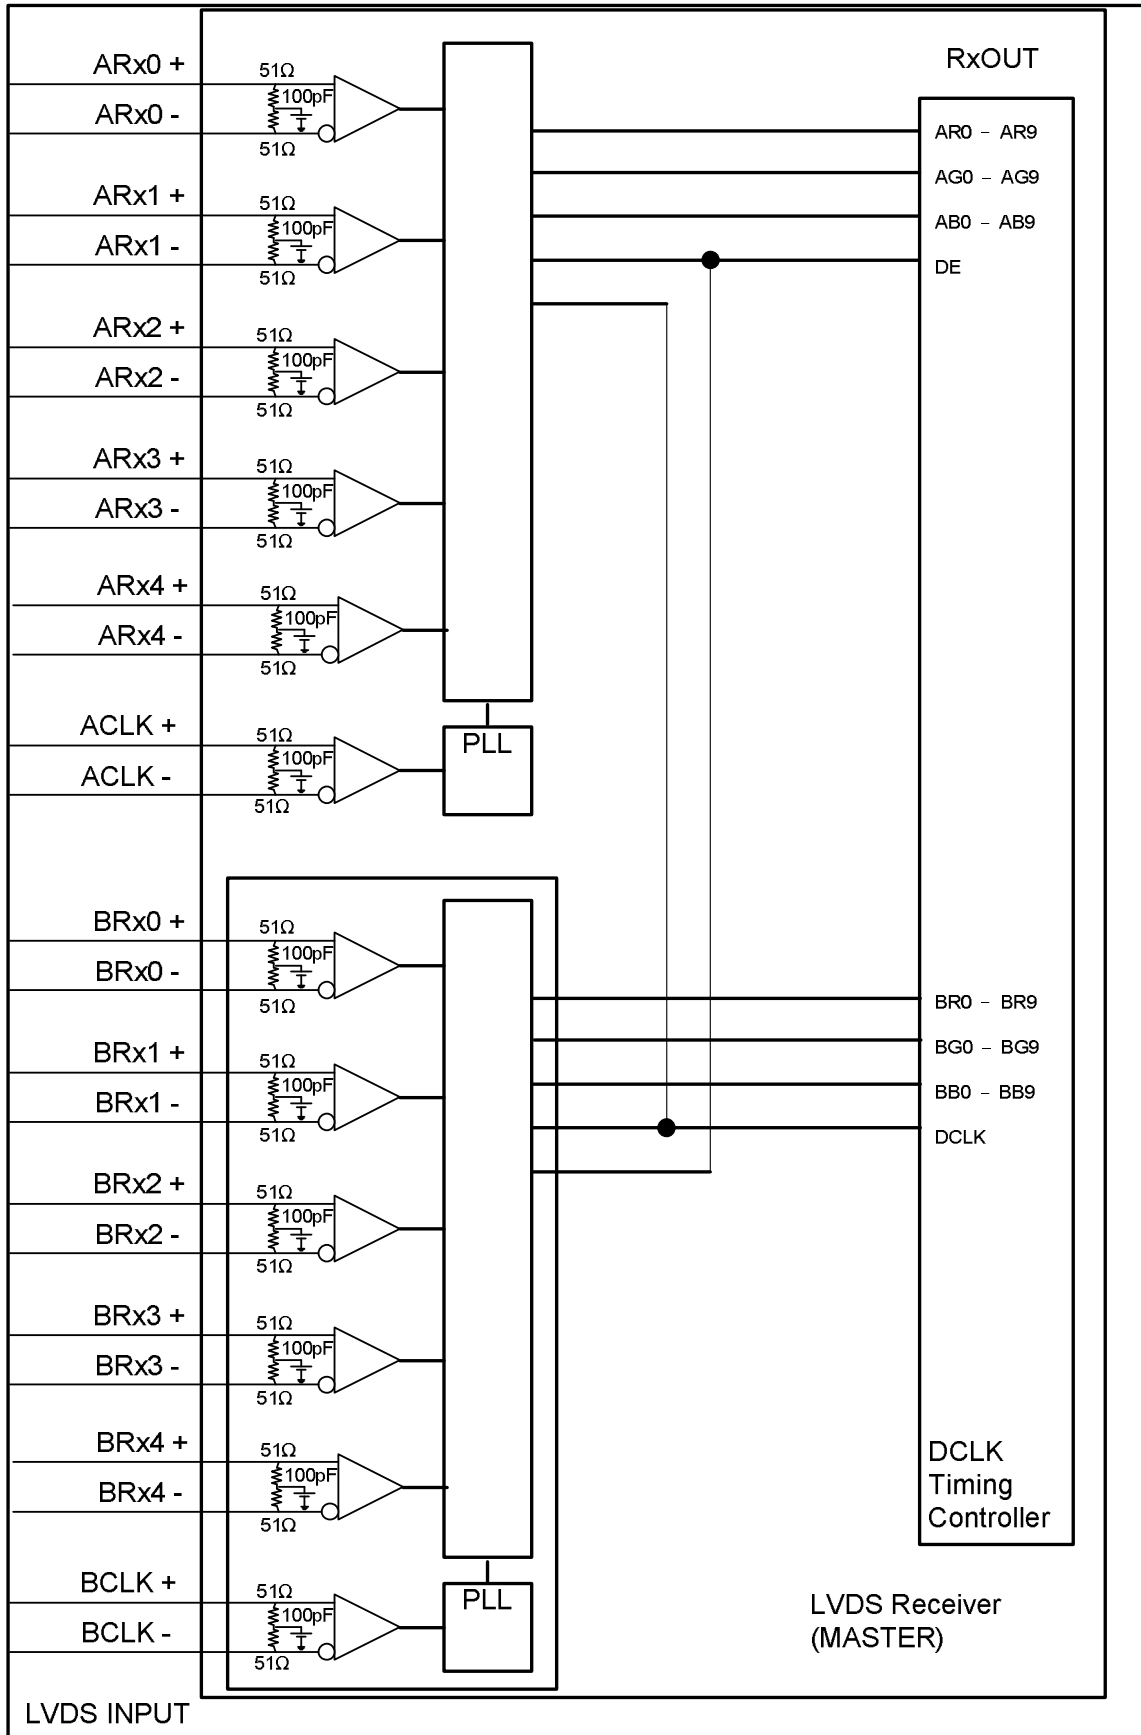 RxOUT
ARx0 +
51Ω
100pF
ARx0 -
51Ω
AR0 – AR9
AG0 – AG9
ARx1 +
51Ω
AB0 – AB9
100pF
ARx1 -
51Ω
DE
ARx2 +
51Ω
100pF
ARx2 -
51Ω
ARx3 +
51Ω
100pF
ARx3 -
51Ω
ARx4 +
51Ω
100pF
ARx4 -
51Ω
ACLK +
51Ω
PLL
100pF
ACLK -
51Ω
BRx0 +
51Ω
100pF
BRx0 -
51Ω
BR0 – BR9
BG0 – BG9
BRx1 +
51Ω
100pF
BB0 – BB9
BRx1 -
51Ω
DCLK
BRx2 +
51Ω
100pF
BRx2 -
51Ω
BRx3 +
51Ω
100pF
BRx3 -
51Ω
BRx4 +
51Ω
100pF
BRx4 -
51Ω
DCLK
Timing
Controller
BCLK +
51Ω
PLL
100pF
BCLK -
51Ω
LVDS Receiver
(MASTER)
LVDS INPUT